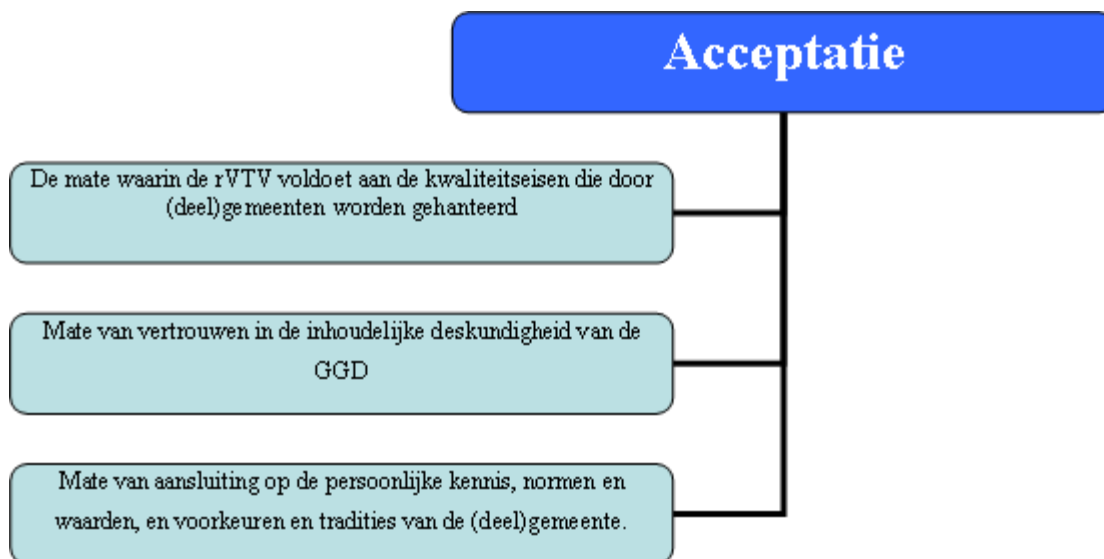 Acceptatie
De mate waarin de rVTV voldoet aan de kwaliteitseisen die door
(deel)gemeenten worden gehanteerd
Mate van vertrouwen in de inhoudelijke deskundigheid van de
GGD
Mate van aansluiting op de persoonlijke kennis, normen en
waarden, en voorkeuren en tradities van de (deel)gemeente.